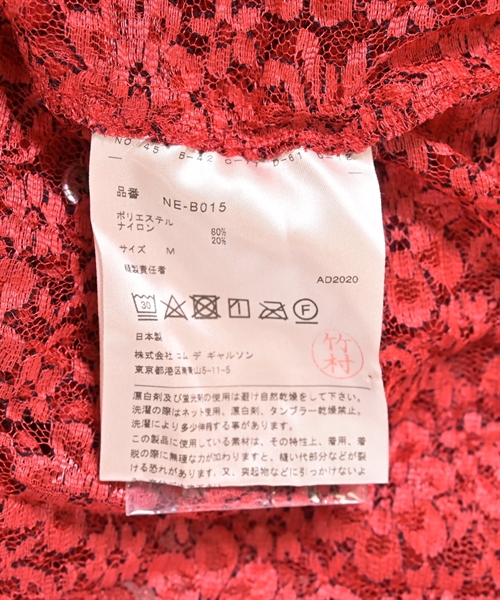 品番 NE-B015
ポリエステル 80%
ナイロン 20%
サイズ M
縫製責任者
AD2020
30
F
竹村
日本製
株式会社コム デ ギャルソン
東京都港区南青山5-11-5
漂白剤及び蛍光剤の使用は避け自然乾燥をして下さい。
洗濯の際はネット使用、漂白剤、タンブラー乾燥禁止。
洗濯により多少伸長する事があります。
この製品に使用している素材は、その特性上、着用、着
脱の際に無理な力が加わりますと、縫い代部分などが裂
ける恐れがあります。又、突起物などに引っかけないよ